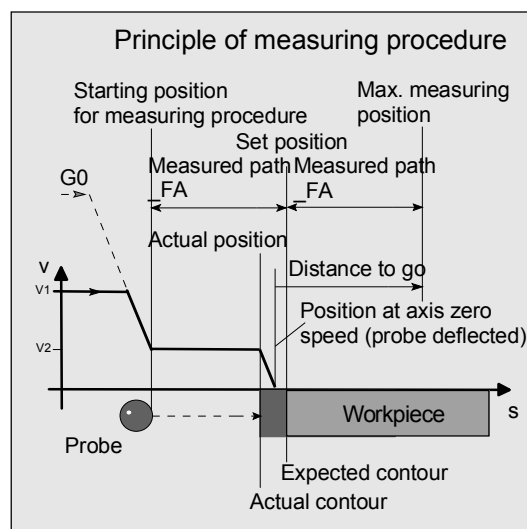 Principle of measuring procedure
Starting position
for measuring procedure
Max. measuring
position
Set position
Measured path
_FA
Measured path
_FA
G0
Actual position
Distance to go
v
V1
Position at axis zero
speed (probe deflected)
V2
s
Workpiece
Probe
Expected contour
Actual contour